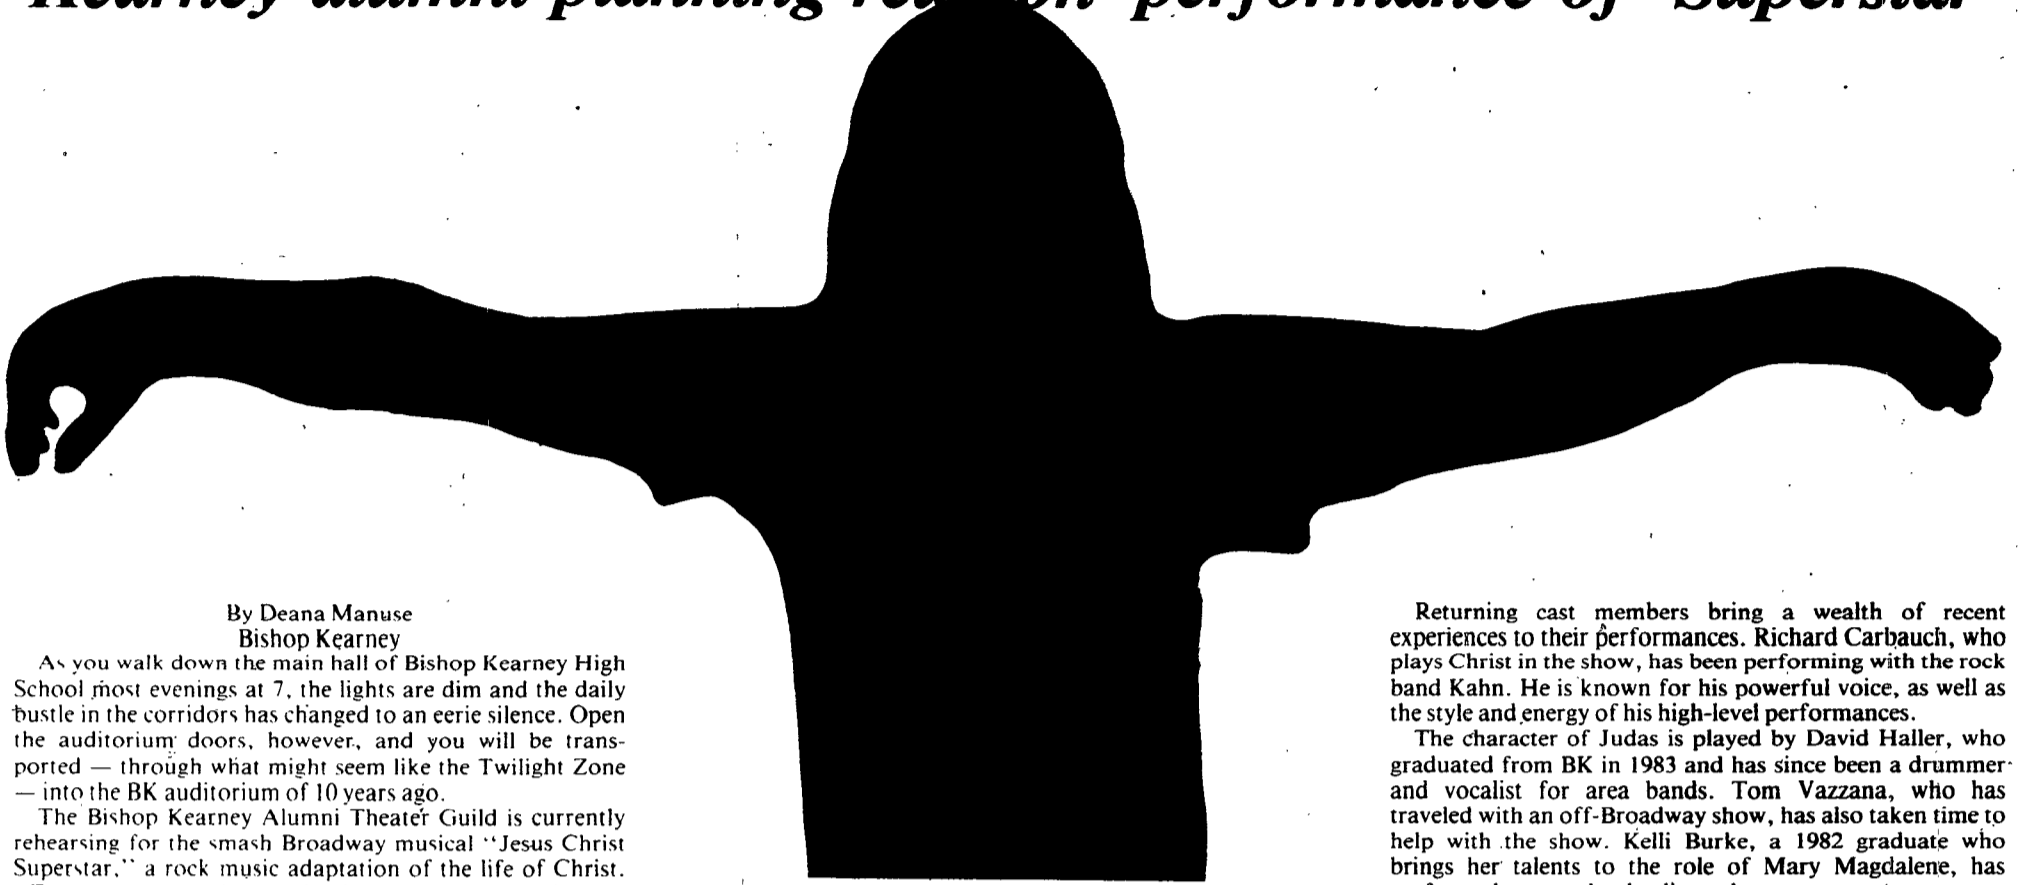 Kearney alumni planning performance of 'Superstar'
By Deana Manuse
Bishop Kearney
As you walk down the main hall of Bishop Kearney High
School most evenings at 7, the lights are dim and the daily
bustle in the corridors has changed to an eerie silence. Open
the auditorium doors, however, and you will be trans-
ported — through what might seem like the Twilight Zone
— into the BK auditorium of 10 years ago.
The Bishop Kearney Alumni Theater Guild is currently
rehearsing for the smash Broadway musical "Jesus Christ
Superstar," a rock music adaptation of the life of Christ.
Returning cast members bring a wealth of recent
experiences to their performances. Richard Carbauch, who
plays Christ in the show, has been performing with the rock
band Kahn. He is known for his powerful voice, as well as
the style and energy of his high-level performances.
The character of Judas is played by David Haller, who
graduated from BK in 1983 and has since been a drummer
and vocalist for area bands. Tom Vazzana, who has
traveled with an off-Broadway show, has also taken time to
help with the show. Kelli Burke, a 1982 graduate who
brings her talents to the role of Mary Magdalene, has